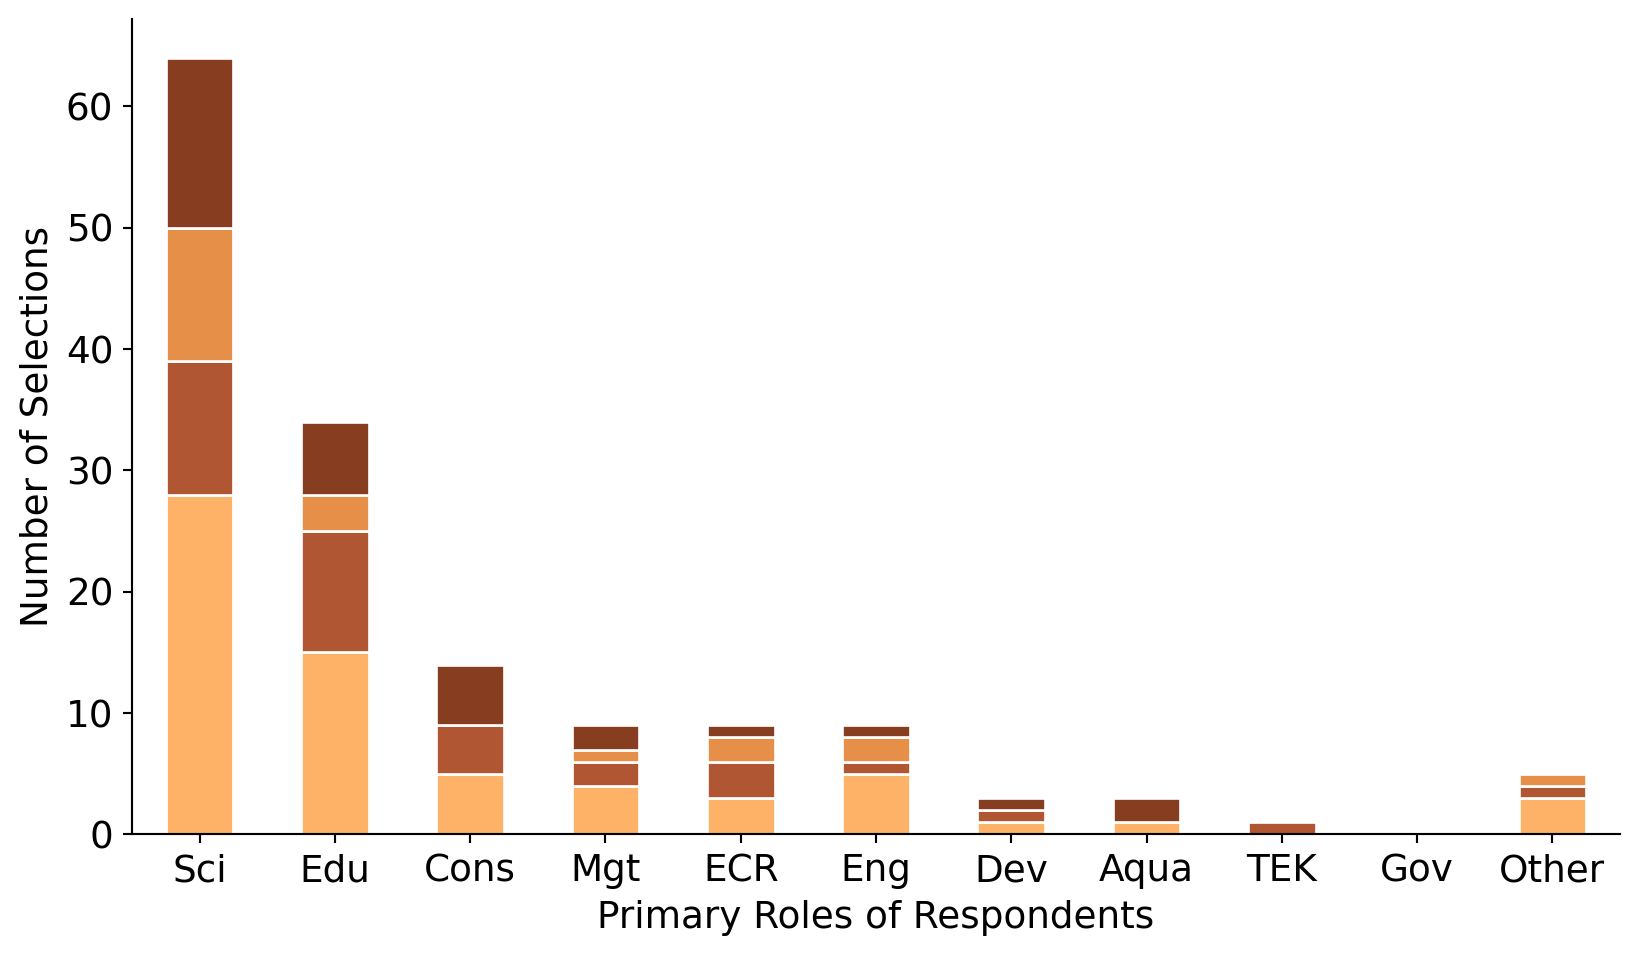 Number of Selections
60
50
40
30
20
10
0
Sci Edu Cons Mgt ECR Eng Dev Aqua TEK Gov Other
Primary Roles of Respondents